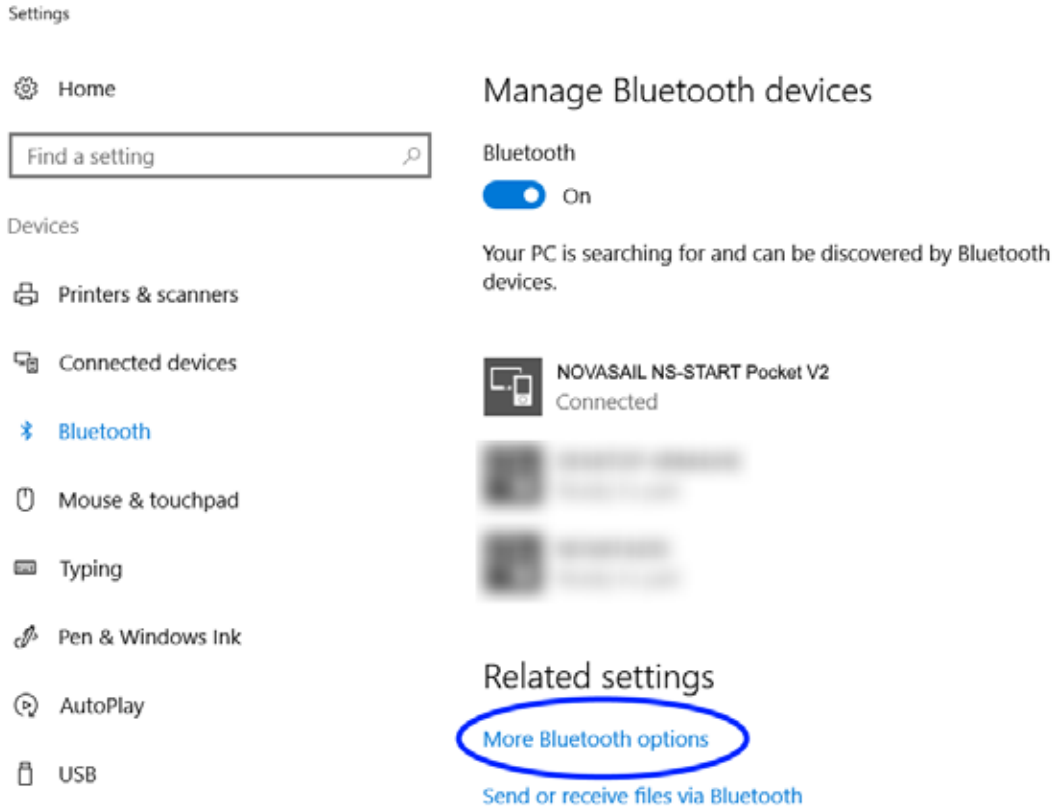 Settings
Home
Find a setting
Devices
Printers & scanners
Connected devices
Bluetooth
Mouse & touchpad
Typing
Pen & Windows Ink
AutoPlay
USB
Manage Bluetooth devices
Bluetooth
On
Your PC is searching for and can be discovered by Bluetooth
devices.
NOVASAIL NS-START Pocket V2
Connected
Related settings
More Bluetooth options
Send or receive files via Bluetooth